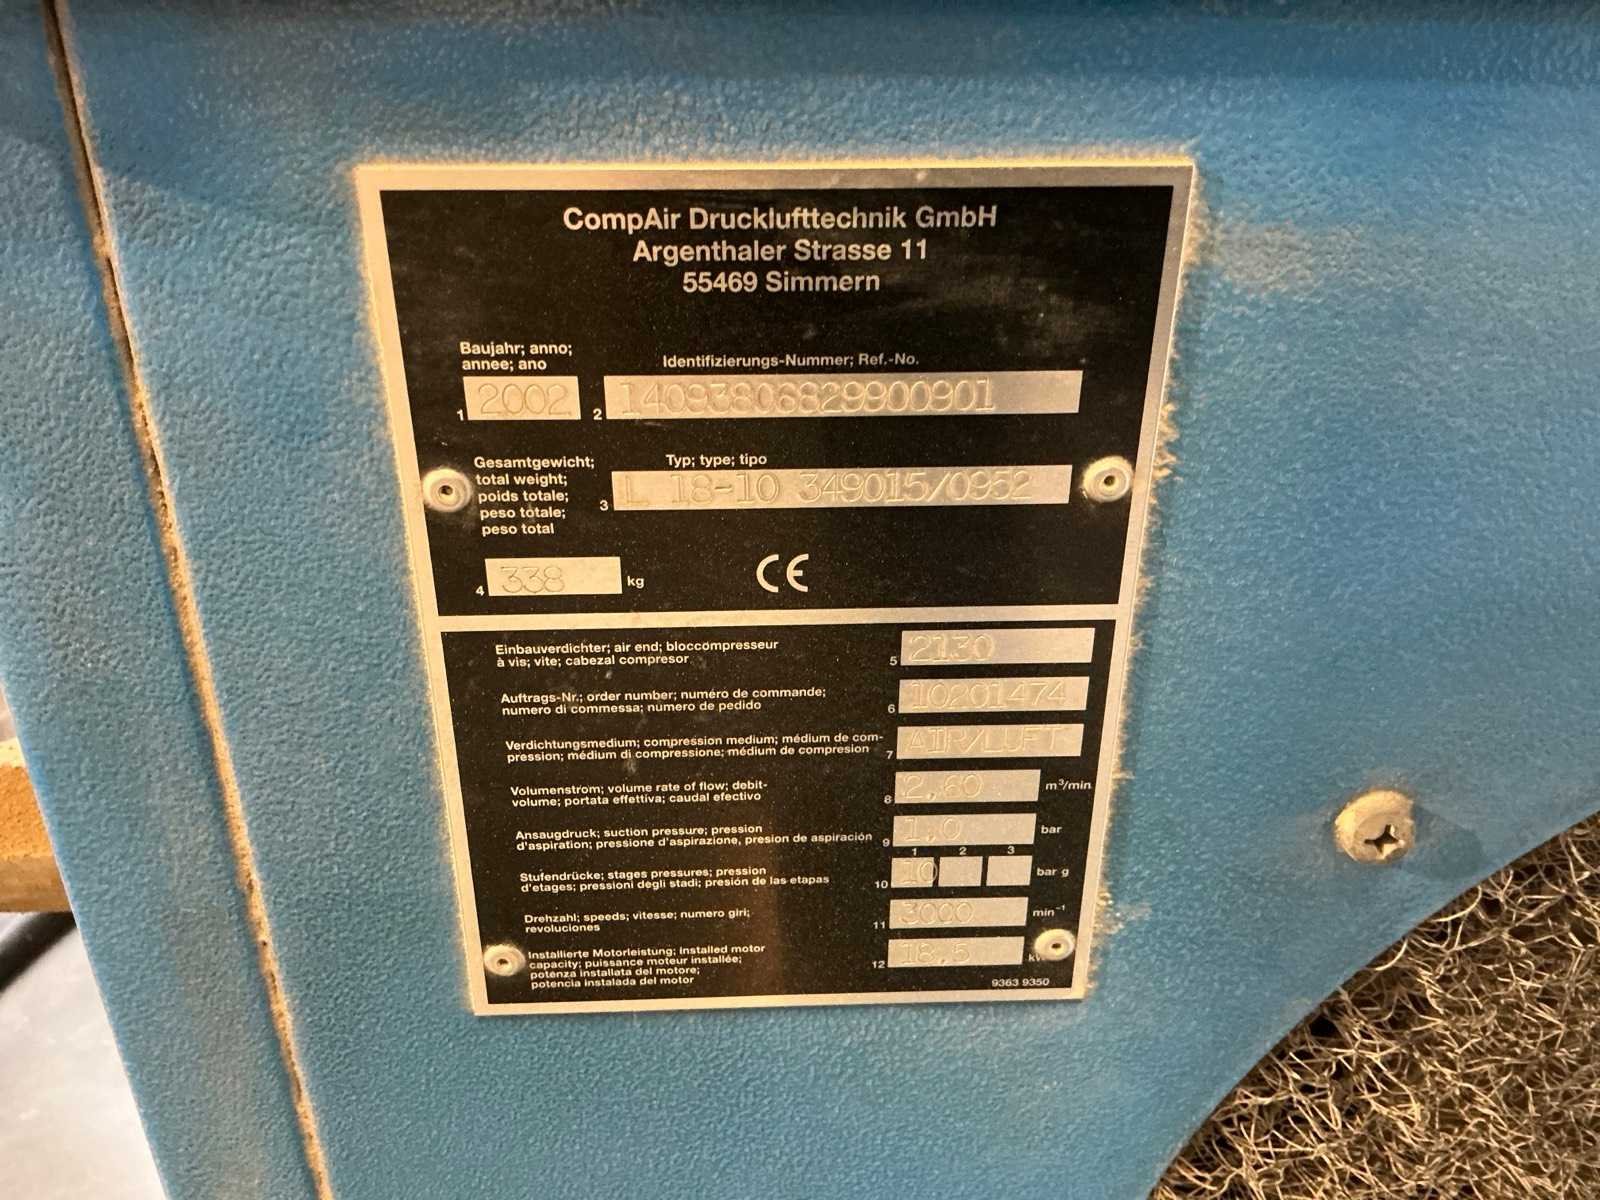 CompAir Drucklufttechnik GmbH
Argenthaler Strasse 11
55469 Simmern
Baujahr; anno;
annee; ano
Identifizierungs-Nummer; Ref.-No.
1 2002 2 14093806829900901
Gesamtgewicht;
total weight;
poids totale;
peso totale;
peso total
Typ; type; tipo
3 L 18-10 349015/0952
4 338 kg
CE
Einbauverdichter; air end; bloccompresseur
à vis; vite; cabezal compresor
5 2130
Auftrags-Nr.; order number; numéro de commande;
numero di commessa; numero de pedido
6 10201474
Verdichtungsmedium; compression medium; médium de com-
pression; médium di compressione; médium de compresion
7 AIR/LUFT
Volumenstrom; volume rate of flow; debit-
volume; portata effettiva; caudal efectivo
8 2,60 m³/min
Ansaugdruck; suction pressure; pression
d'aspiration; pressione d'aspirazione, presion de aspiración
9 1,0 bar
1 2 3
Stufendrücke; stages pressures; pression
d'etages; pressioni degli stadi; presión de las etapas
10 10 bar g
Drehzahl; speeds; vitesse; numero giri;
revoluciones
11 3000 min⁻¹
Installierte Motorleistung; installed motor
capacity; puissance moteur installée;
potenza installata del motore;
potencia instalada del motor
12 18,5
9363 9350